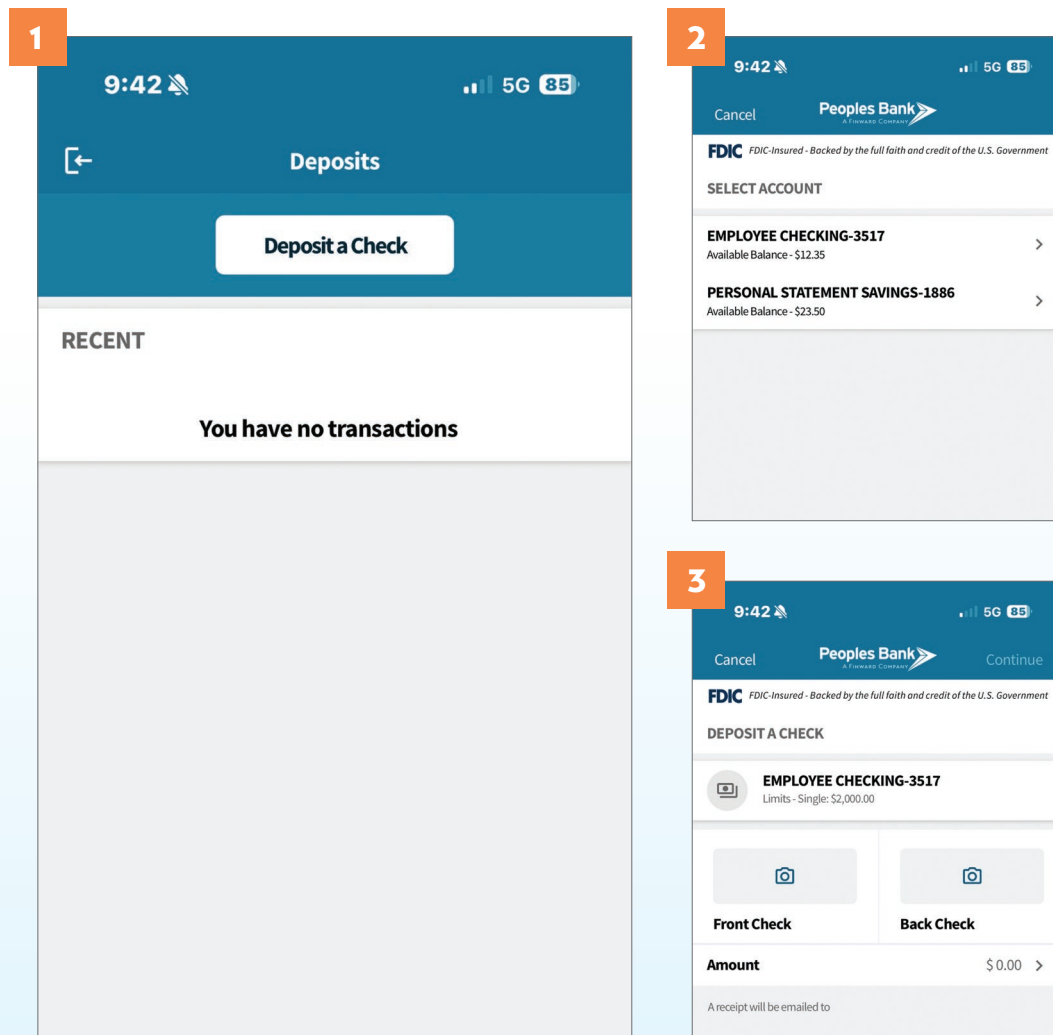 1
9:42
5G 85
Deposits
Deposit a Check
RECENT
You have no transactions
2
9:42
5G 85
Cancel
Peoples Bank
A FINWARD COMPANY
FDIC FDIC-Insured - Backed by the full faith and credit of the U.S. Government
SELECT ACCOUNT
EMPLOYEE CHECKING-3517
Available Balance - $12.35
PERSONAL STATEMENT SAVINGS-1886
Available Balance - $23.50
3
9:42
5G 85
Cancel
Peoples Bank
A FINWARD COMPANY
Continue
FDIC FDIC-Insured - Backed by the full faith and credit of the U.S. Government
DEPOSIT A CHECK
EMPLOYEE CHECKING-3517
Limits - Single: $2,000.00
Front Check
Back Check
Amount $ 0.00
A receipt will be emailed to